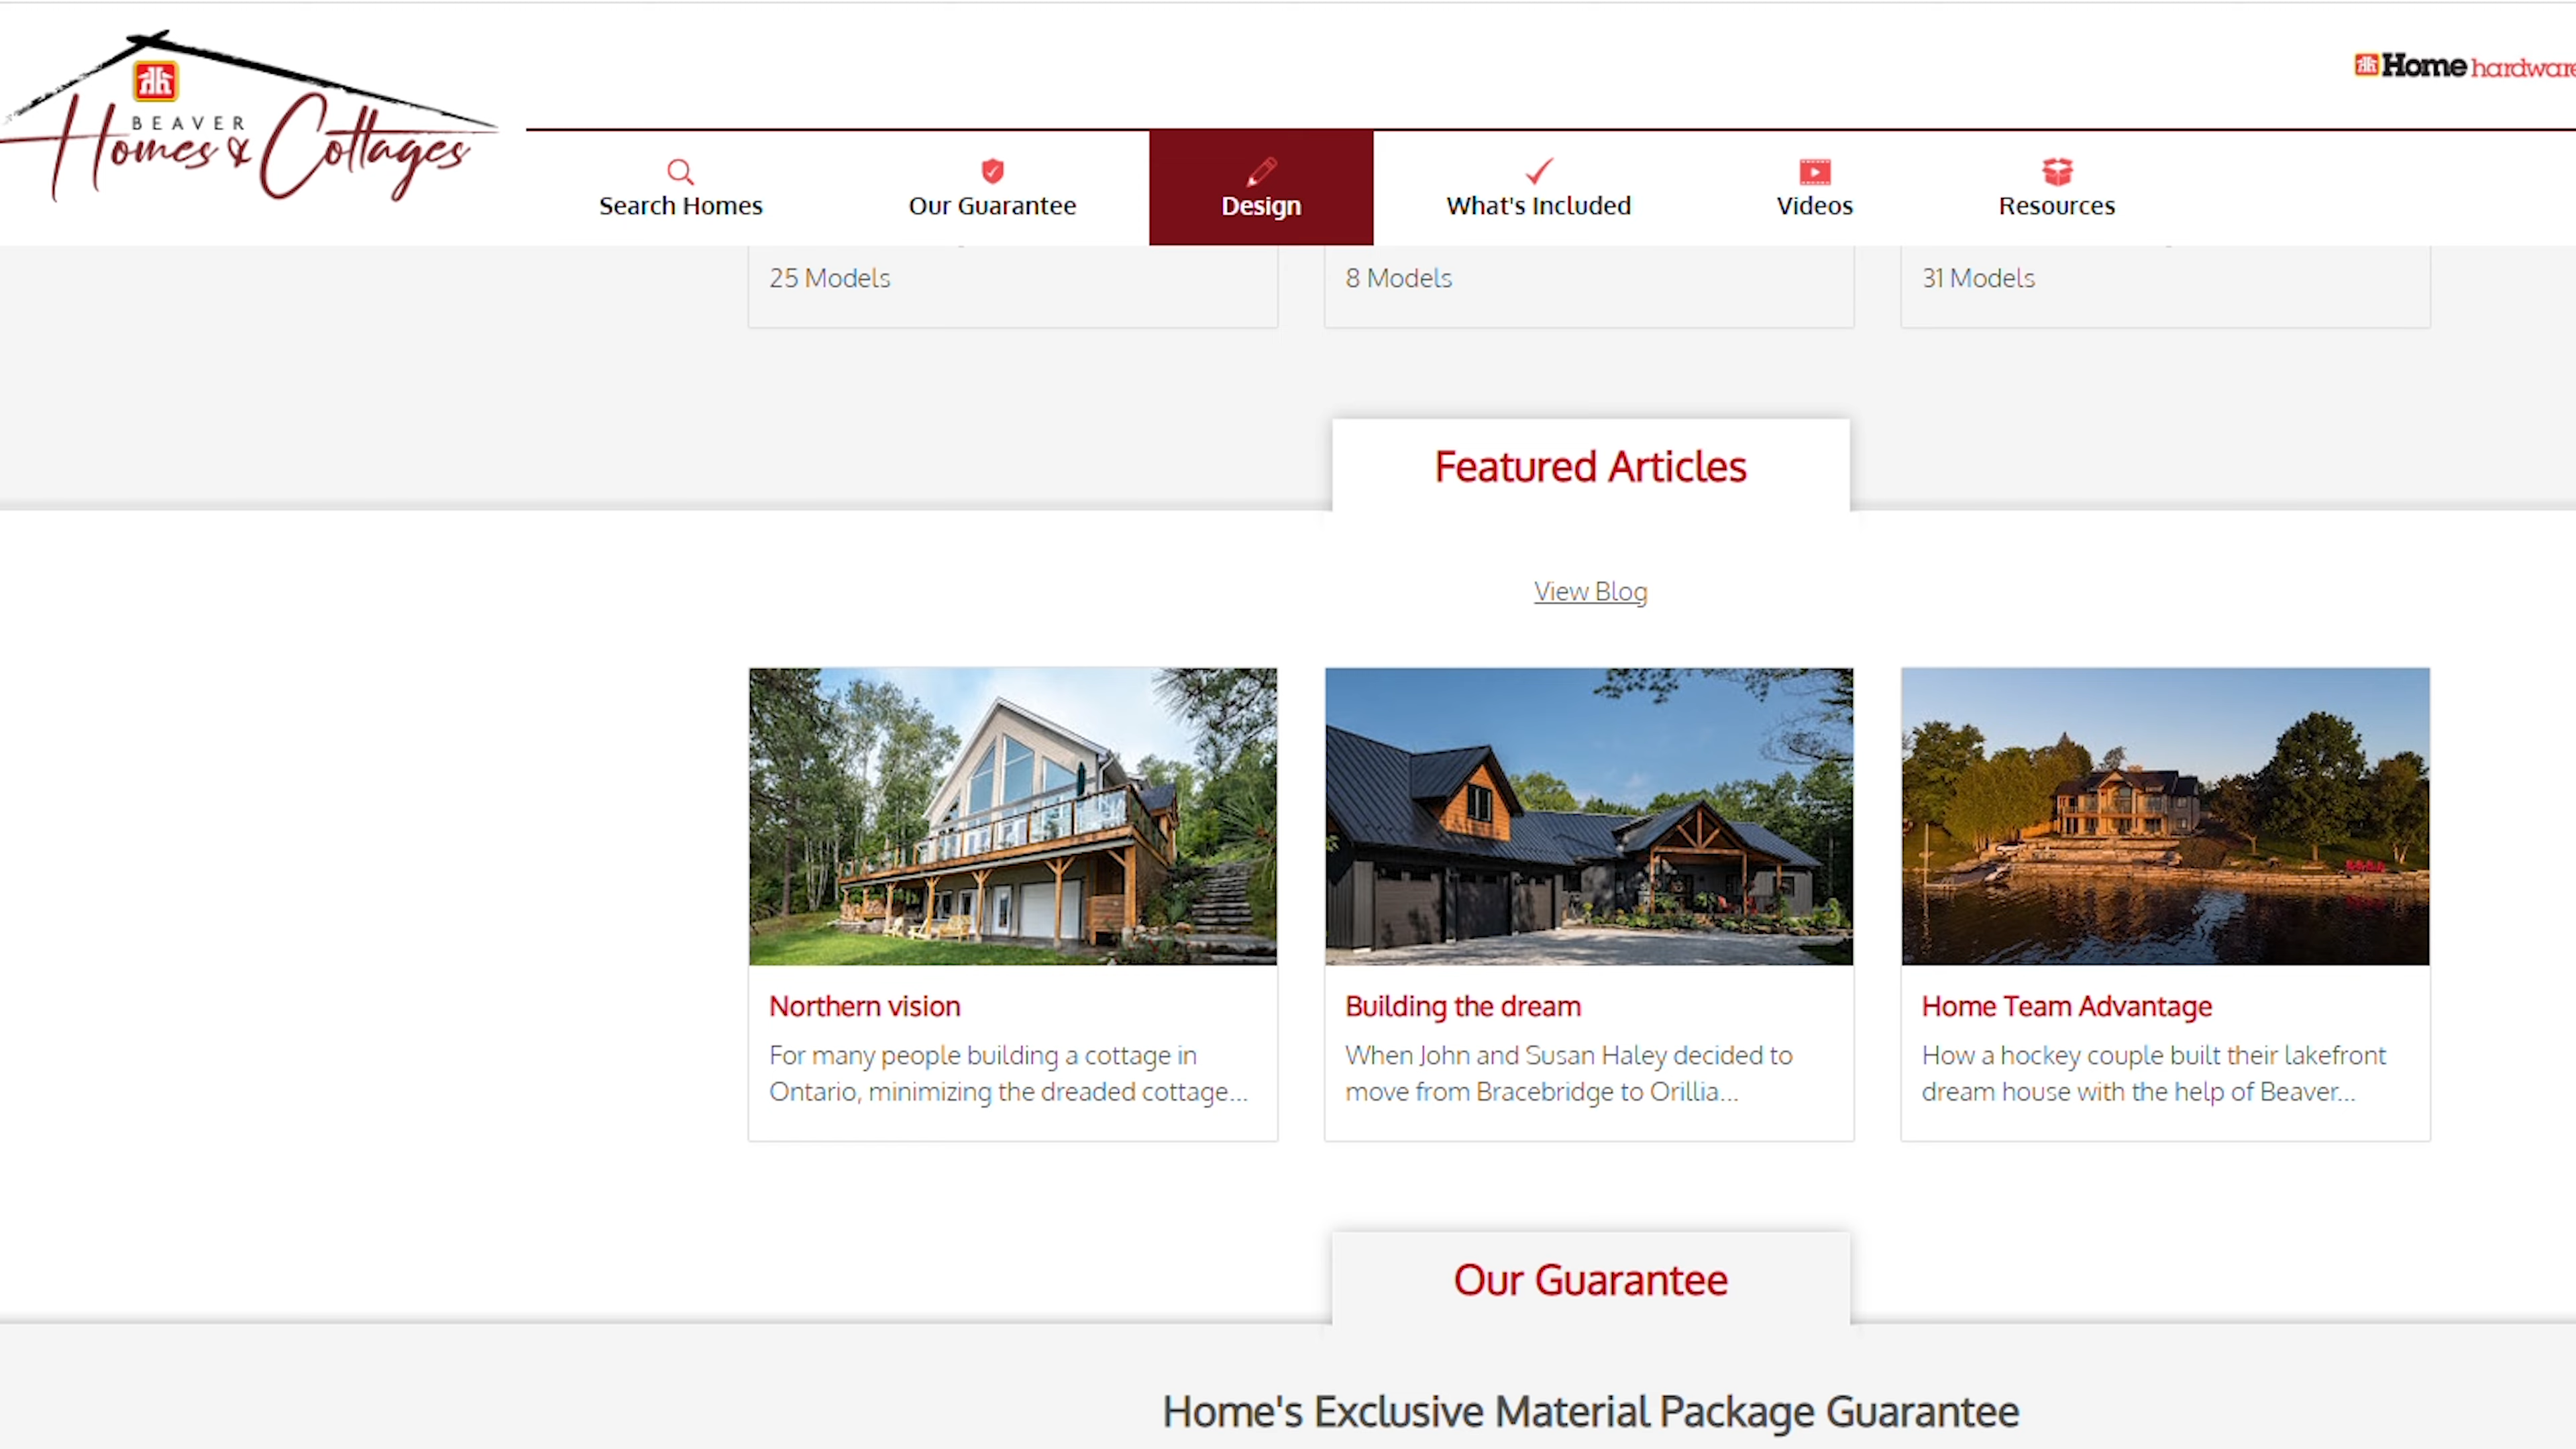 BEAVER
Homes & Cottages
Home hardware
Search Homes
Our Guarantee
Design
What's Included
Videos
Resources
25 Models
8 Models
31 Models
Featured Articles
View Blog
Northern vision
For many people building a cottage in
Ontario, minimizing the dreaded cottage...
Building the dream
When John and Susan Haley decided to
move from Bracebridge to Orillia...
Home Team Advantage
How a hockey couple built their lakefront
dream house with the help of Beaver...
Our Guarantee
Home's Exclusive Material Package Guarantee